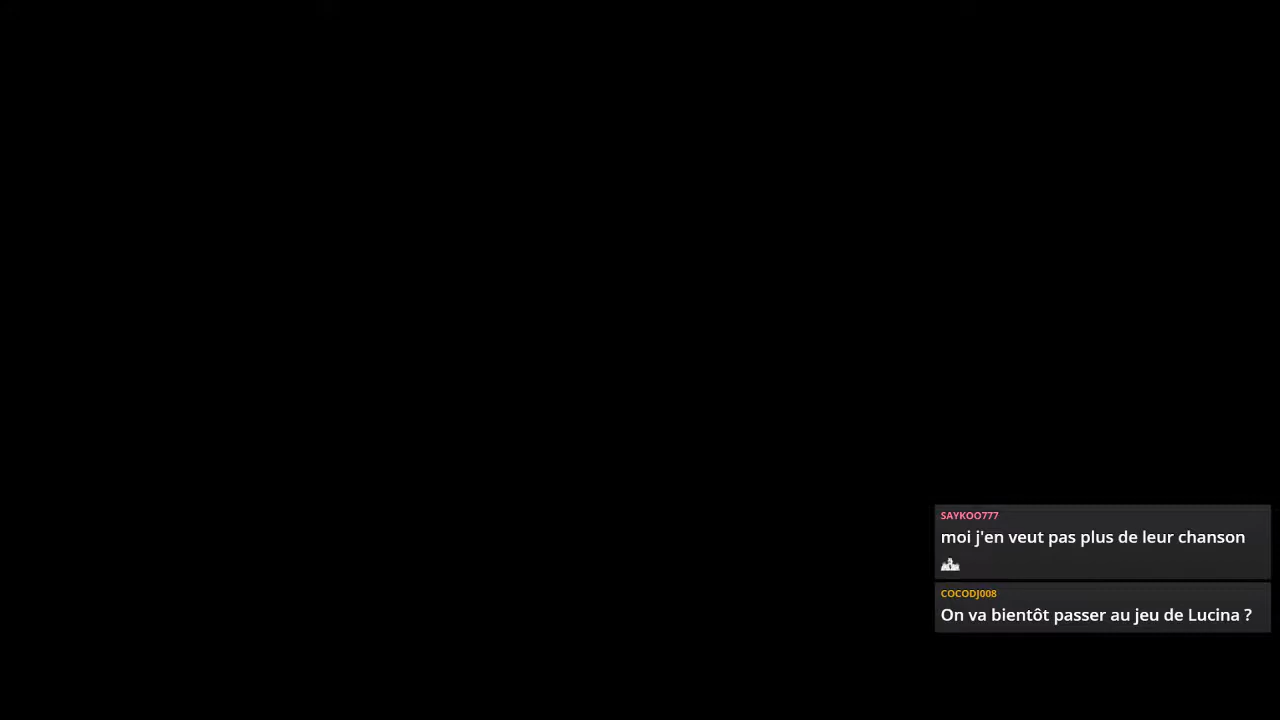 SAYKOO777
moi j'en veut pas plus de leur chanson
COCODJ008
On va bientôt passer au jeu de Lucina ?